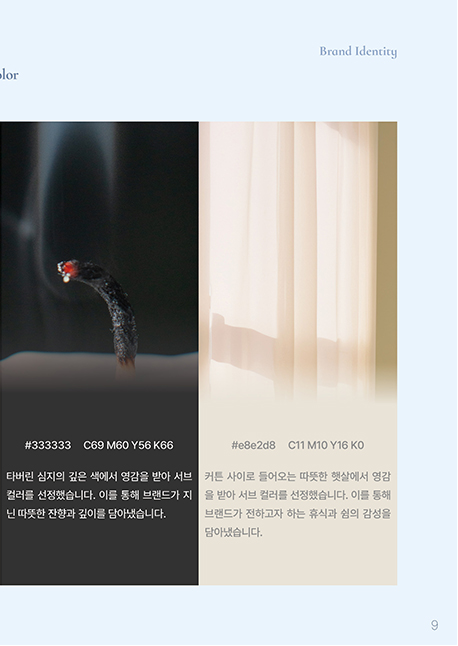 Brand Identity
olor
#333333 C69 M60 Y56 K66
타버린 심지의 깊은 색에서 영감을 받아 서브
컬러를 선정했습니다. 이를 통해 브랜드가 지
닌 따뜻한 잔향과 깊이를 담아냈습니다.
#e8e2d8 C11 M10 Y16 K0
커튼 사이로 들어오는 따뜻한 햇살에서 영감
을 받아 서브 컬러를 선정했습니다. 이를 통해
브랜드가 전하고자 하는 휴식과 쉼의 감성을
담아냈습니다.
9